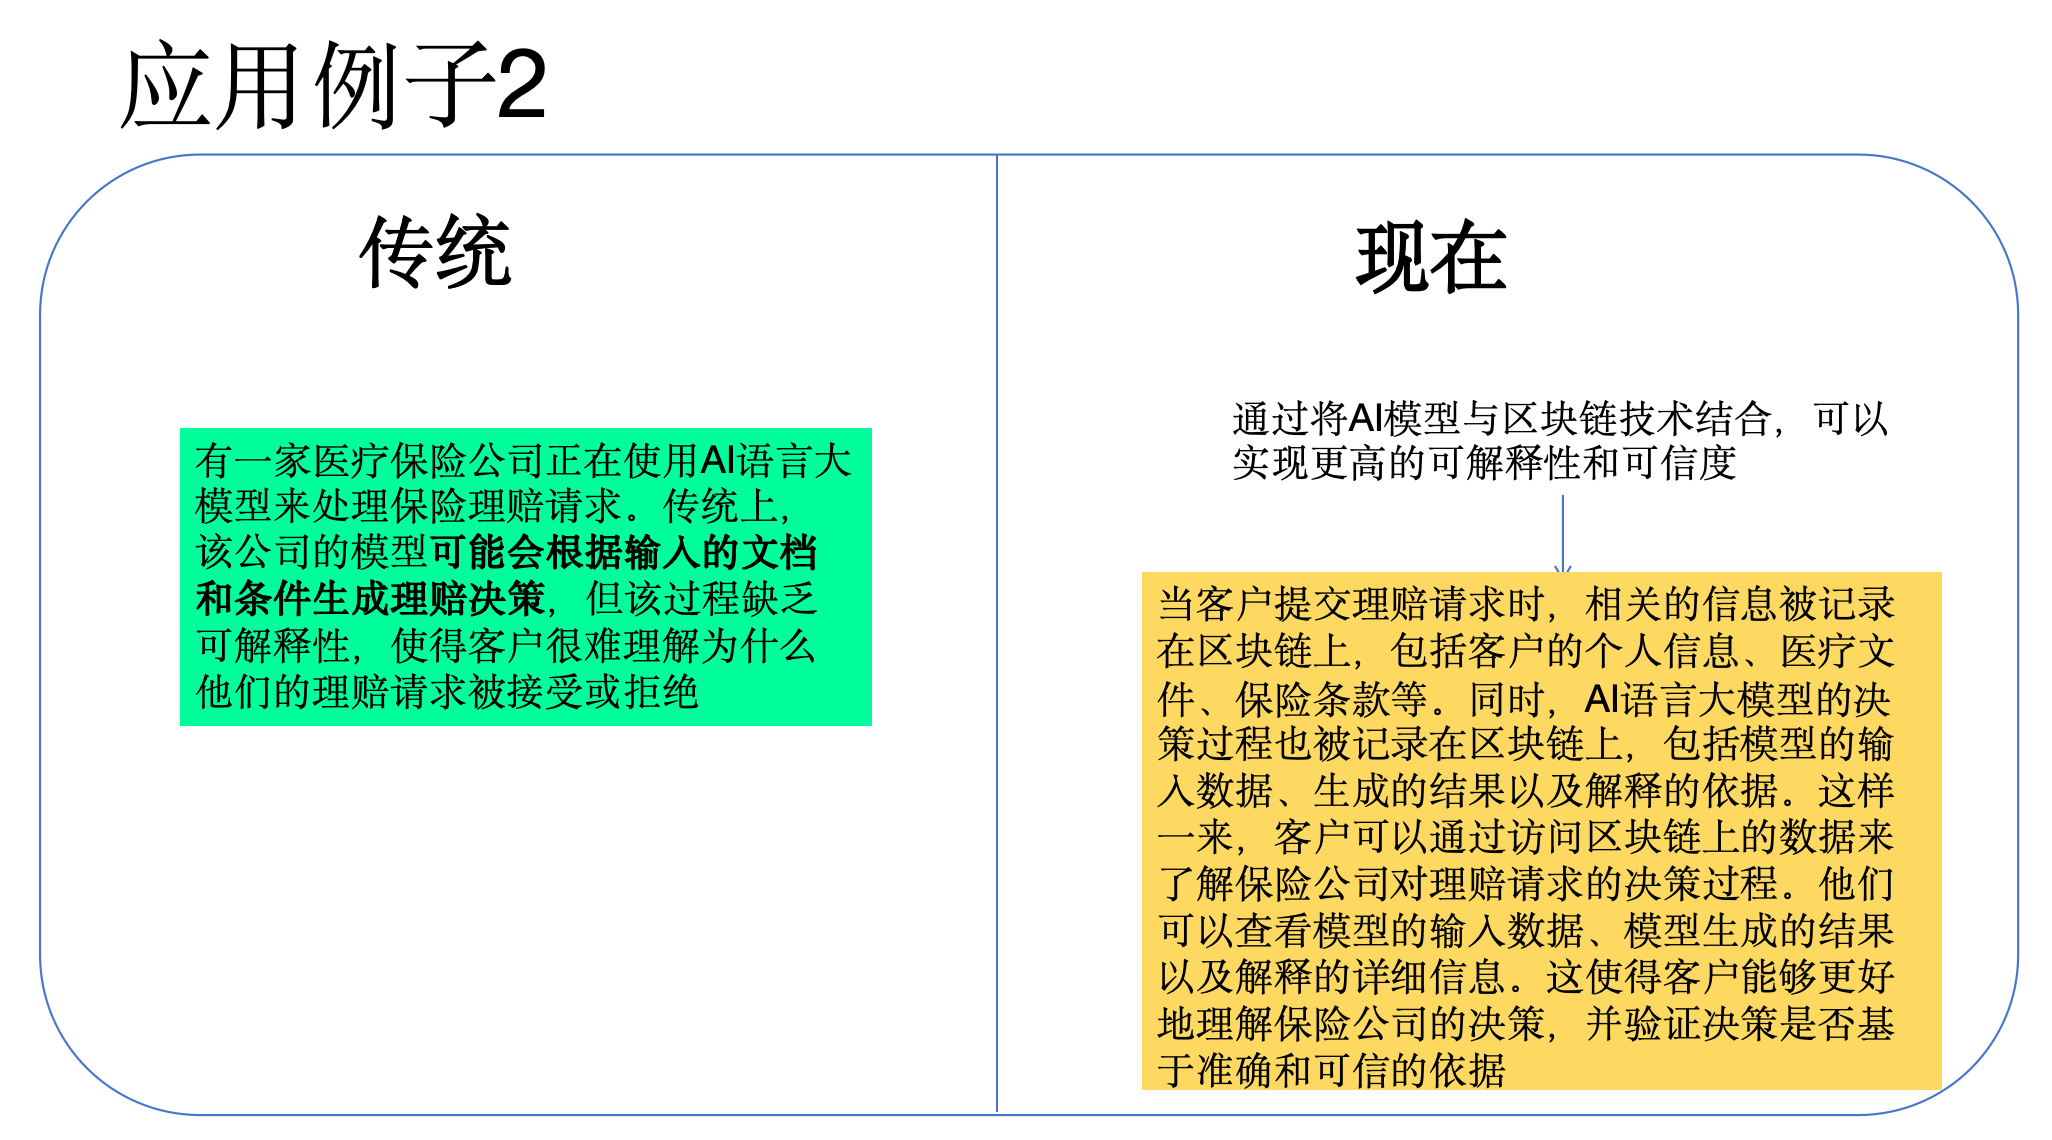 应用例子2
传统
有一家医疗保险公司正在使用AI语言大
模型来处理保险理赔请求。传统上，
该公司的模型可能会根据输入的文档
和条件生成理赔决策，但该过程缺乏
可解释性，使得客户很难理解为什么
他们的理赔请求被接受或拒绝
现在
通过将AI模型与区块链技术结合，可以
实现更高的可解释性和可信度
当客户提交理赔请求时，相关的信息被记录
在区块链上，包括客户的个人信息、医疗文
件、保险条款等。同时，AI语言大模型的决
策过程也被记录在区块链上，包括模型的输
入数据、生成的结果以及解释的依据。这样
一来，客户可以通过访问区块链上的数据来
了解保险公司对理赔请求的决策过程。他们
可以查看模型的输入数据、模型生成的结果
以及解释的详细信息。这使得客户能够更好
地理解保险公司的决策，并验证决策是否基
于准确和可信的依据